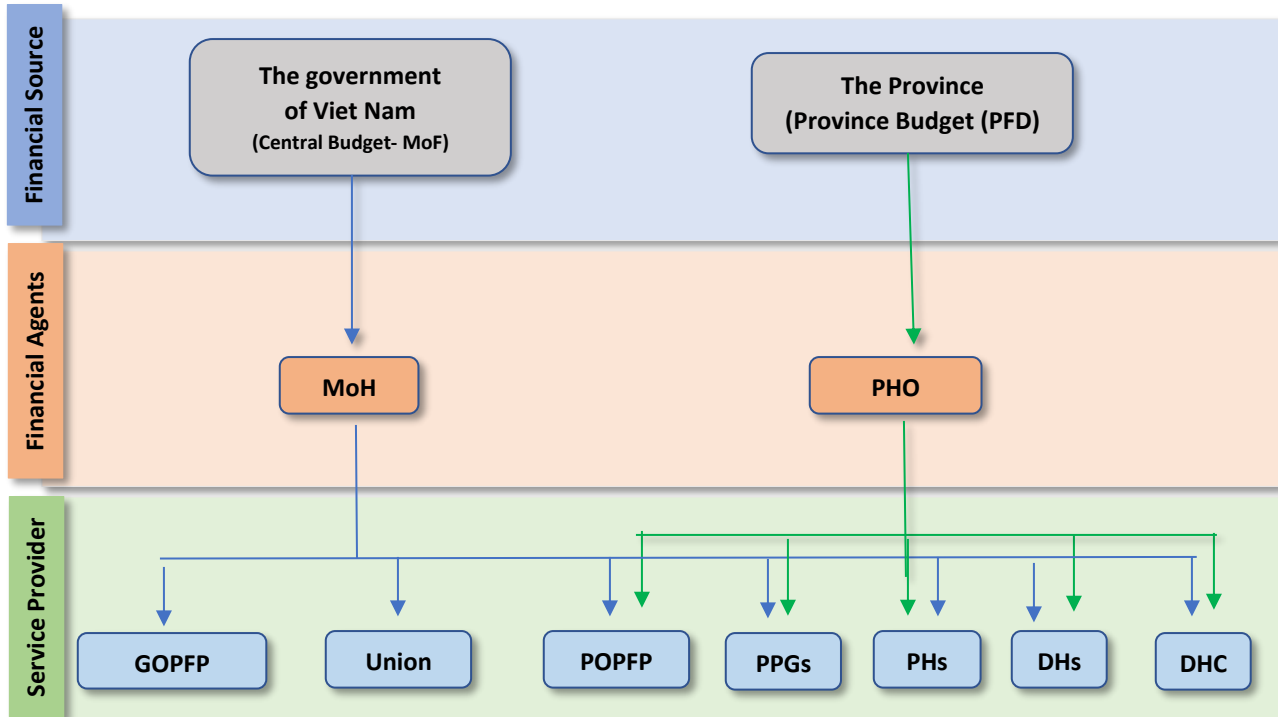 Financial Source
The government
of Viet Nam
(Central Budget- MoF)
The Province
(Province Budget (PFD)
Financial Agents
MoH
PHO
Service Provider
GOPFP
Union
POPFP
PPGs
PHs
DHs
DHC